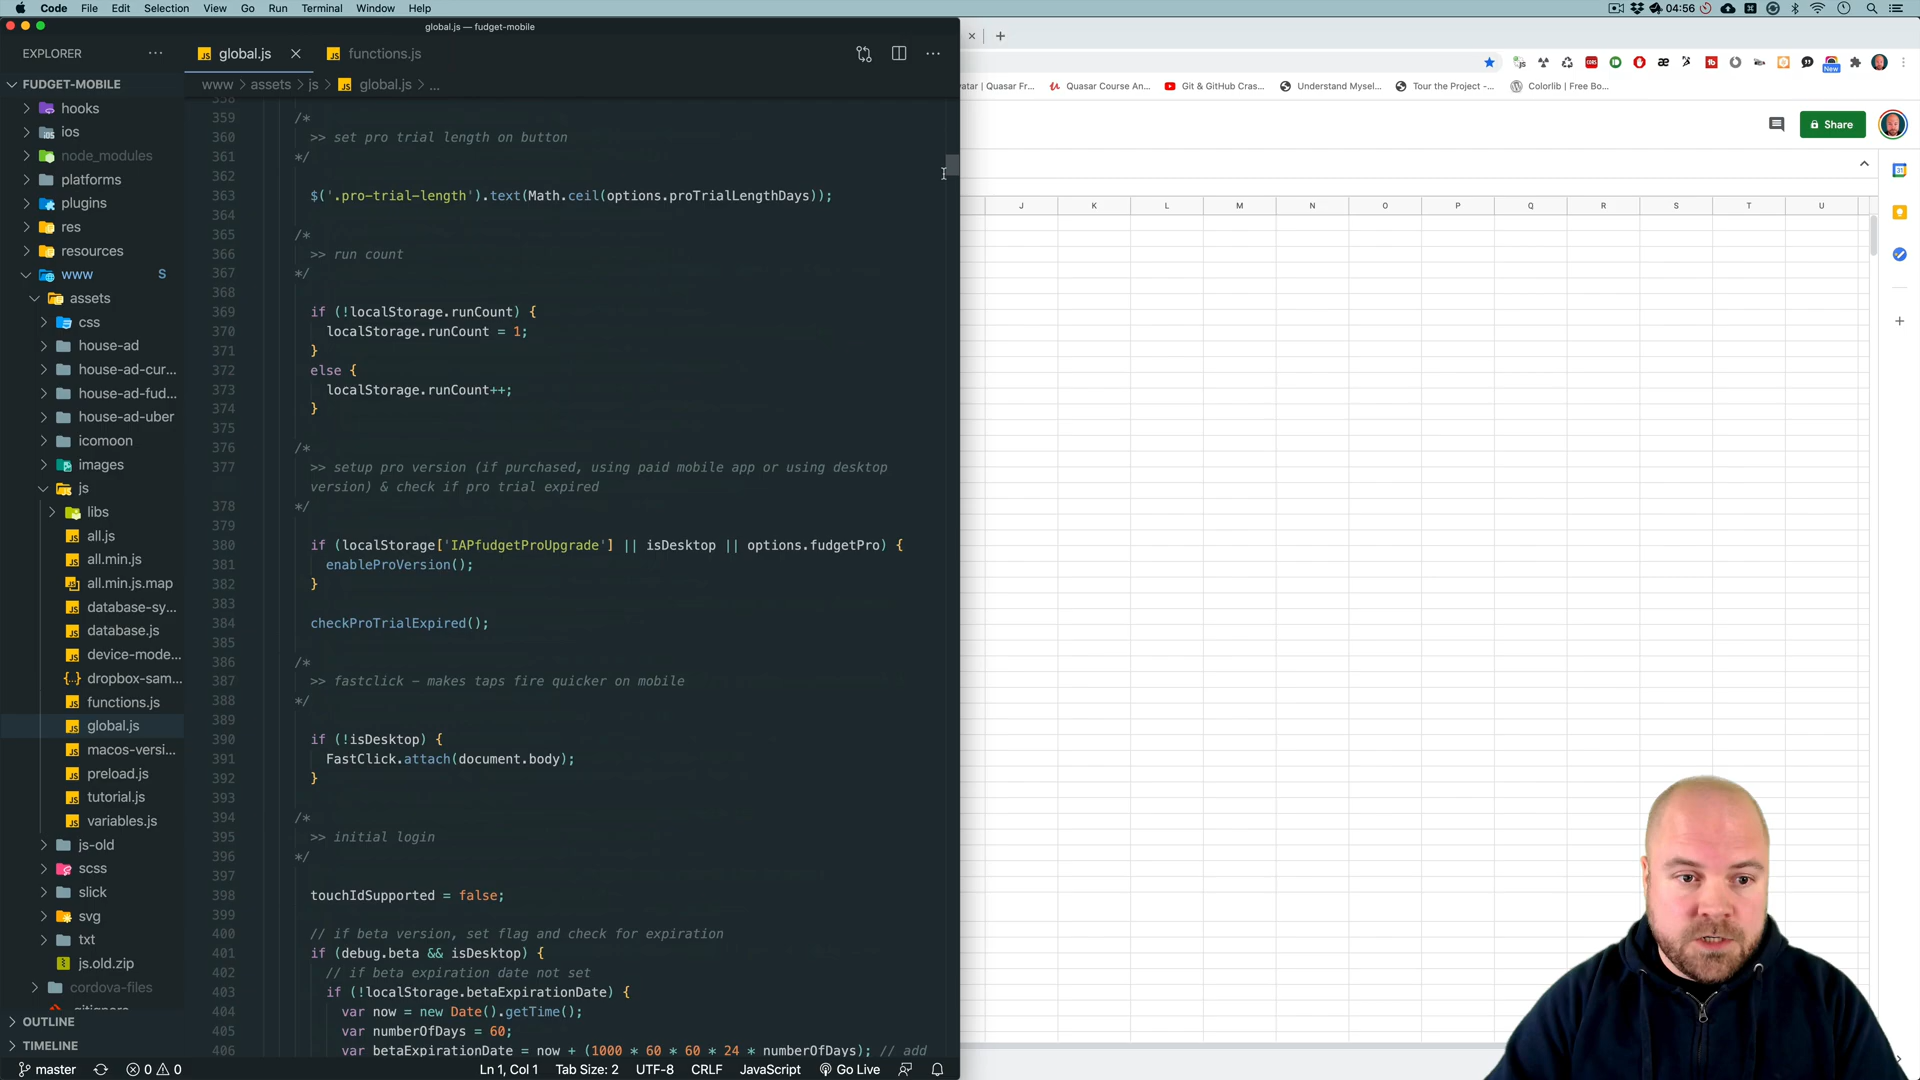 Code File Edit Selection View Go Run Terminal Window Help
04:56
global.js — fudget-mobile
EXPLORER
global.js
functions.js
www > assets > js > global.js > ...
FUDGET-MOBILE
hooks
ios
node_modules
platforms
plugins
res
resources
www S
assets
css
house-ad
house-ad-cur...
house-ad-fud...
house-ad-uber
icomoon
images
js
libs
all.js
all.min.js
all.min.js.map
database-sy...
database.js
device-mode...
dropbox-sam...
functions.js
global.js
macos-versi...
preload.js
tutorial.js
variables.js
js-old
scss
slick
svg
txt
js.old.zip
cordova-files
.gitignore
OUTLINE
TIMELINE
358
359 /*
360 >> set pro trial length on button
361 */
362
363 $('.pro-trial-length').text(Math.ceil(options.proTrialLengthDays));
364
365 /*
366 >> run count
367 */
368
369 if (!localStorage.runCount) {
370 localStorage.runCount = 1;
371 }
372 else {
373 localStorage.runCount++;
374 }
375
376 /*
377 >> setup pro version (if purchased, using paid mobile app or using desktop
version) & check if pro trial expired
378 */
379
380 if (localStorage['IAPfudgetProUpgrade'] || isDesktop || options.fudgetPro) {
381 enableProVersion();
382 }
383
384 checkProTrialExpired();
385
386 /*
387 >> fastclick – makes taps fire quicker on mobile
388 */
389
390 if (!isDesktop) {
391 FastClick.attach(document.body);
392 }
393
394 /*
395 >> initial login
396 */
397
398 touchIdSupported = false;
399
400 // if beta version, set flag and check for expiration
401 if (debug.beta && isDesktop) {
402 // if beta expiration date not set
403 if (!localStorage.betaExpirationDate) {
404 var now = new Date().getTime();
405 var numberOfDays = 60;
406 var betaExpirationDate = now + (1000 * 60 * 60 * 24 * numberOfDays); // add
master 0 0 Ln 1, Col 1 Tab Size: 2 UTF-8 CRLF JavaScript Go Live
New
avatar | Quasar Fr... Quasar Course An... Git & GitHub Cras... Understand Mysel... Tour the Project -... Colorlib | Free Bo...
Share
31
J K L M N O P Q R S T U